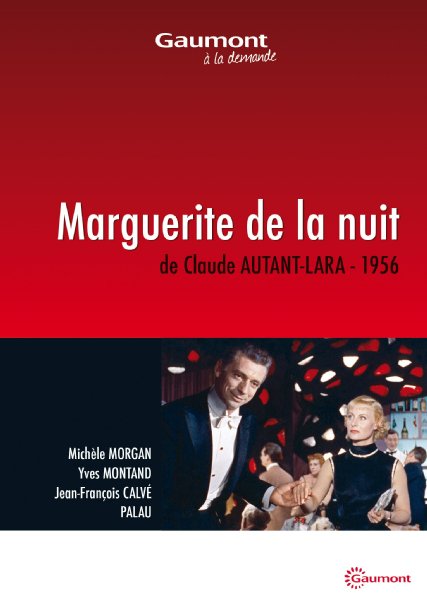 Gaumont
à la demande
Marguerite de la nuit
de Claude AUTANT-LARA - 1956
Michèle MORGAN
Yves MONTAND
Jean-François CALVÉ
PALAU
Gaumont